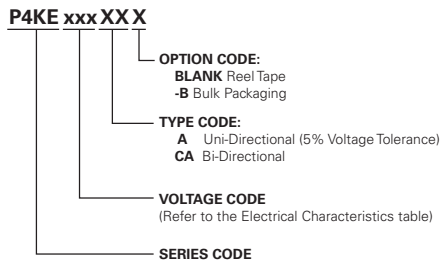 P4KE xxx XX X
OPTION CODE:
BLANK Reel Tape
-B Bulk Packaging
TYPE CODE:
A Uni-Directional (5% Voltage Tolerance)
CA Bi-Directional
VOLTAGE CODE
(Refer to the Electrical Characteristics table)
SERIES CODE